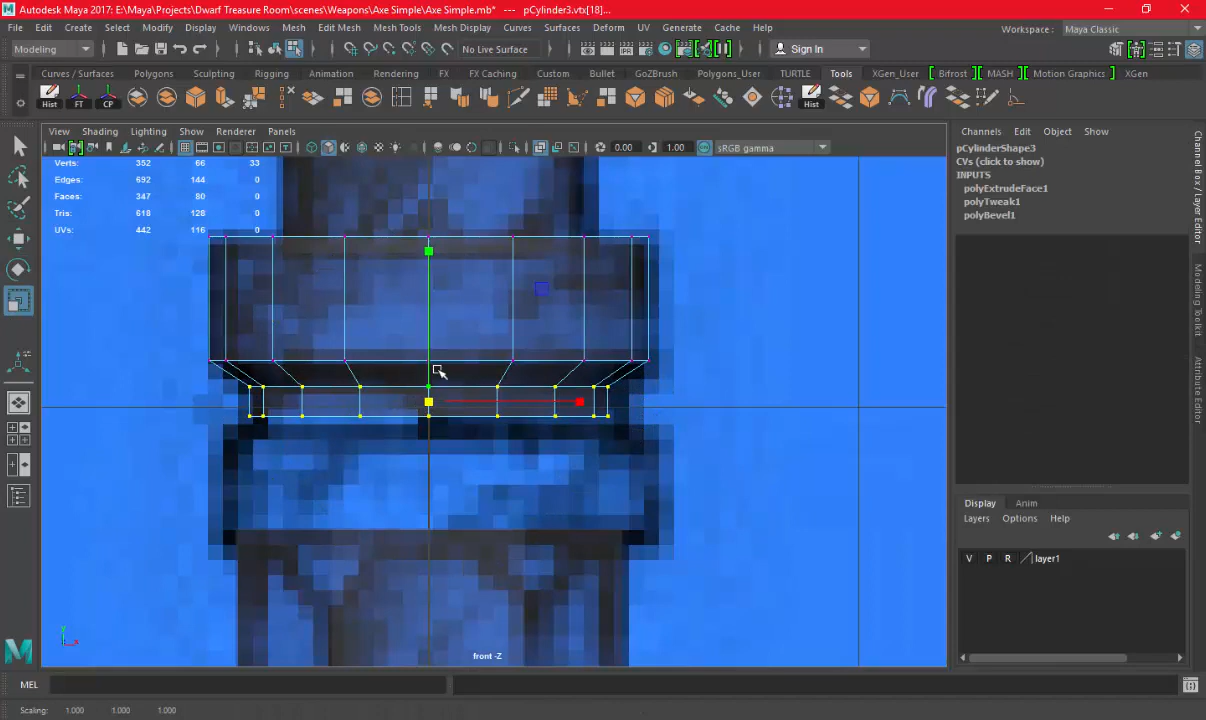 Autodesk Maya 2017: E:\Maya\Projects\Dwarf Treasure Room\scenes\Weapons\Axe Simple\Axe Simple.mb* --- pCylinder3.vtx[18]...
File Edit Create Select Modify Display Windows Mesh Edit Mesh Mesh Tools Mesh Display Curves Surfaces Deform UV Generate Cache Help Workspace : Maya Classic
Modeling No Live Surface Sign In
Curves / Surfaces Polygons Sculpting Rigging Animation Rendering FX FX Caching Custom Bullet GoZBrush Polygons_User TURTLE Tools XGen_User Bifrost MASH Motion Graphics XGen
Hist FT CP Hist
View Shading Lighting Show Renderer Panels
0.00 1.00 sRGB gamma
Verts: 352 66 33
Edges: 692 144 0
Faces: 347 80 0
Tris: 618 128 0
UVs: 442 116 0
front -Z
y x
Channels Edit Object Show
pCylinderShape3
CVs (click to show)
INPUTS
polyExtrudeFace1
polyTweak1
polyBevel1
Channel Box / Layer Editor
Modeling Toolkit
Attribute Editor
Display Anim
Layers Options Help
V P R layer1
MEL
Scaling: 1.000 1.000 1.000